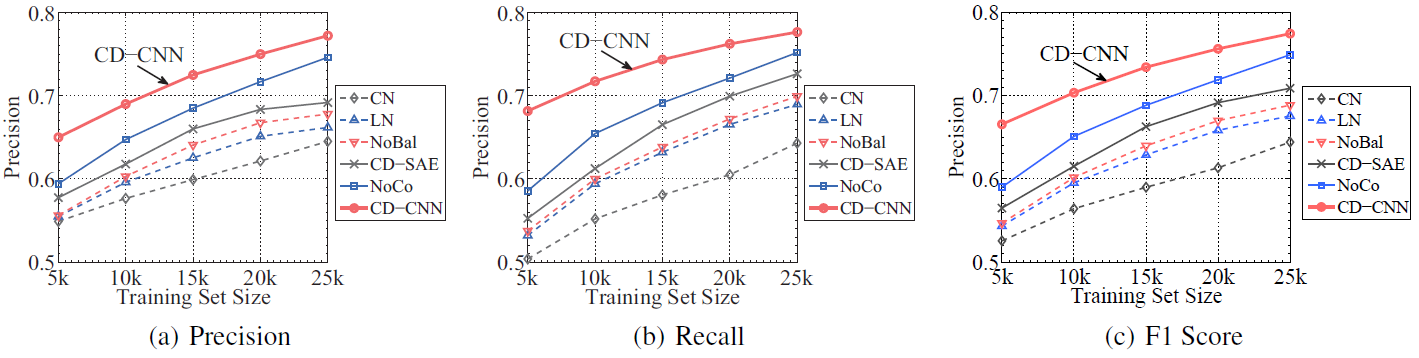 0.8
0.7
0.6
0.5
Precision
CD−CNN
5k 10k 15k 20k 25k
Training Set Size
CN
LN
NoBal
CD−SAE
NoCo
CD−CNN
(a) Precision
0.8
0.7
0.6
0.5
Precision
CD−CNN
5k 10k 15k 20k 25k
Training Set Size
CN
LN
NoBal
CD−SAE
NoCo
CD−CNN
(b) Recall
0.8
0.7
0.6
0.5
Precision
CD−CNN
5k 10k 15k 20k 25k
Training Set Size
CN
LN
NoBal
CD−SAE
NoCo
CD−CNN
(c) F1 Score